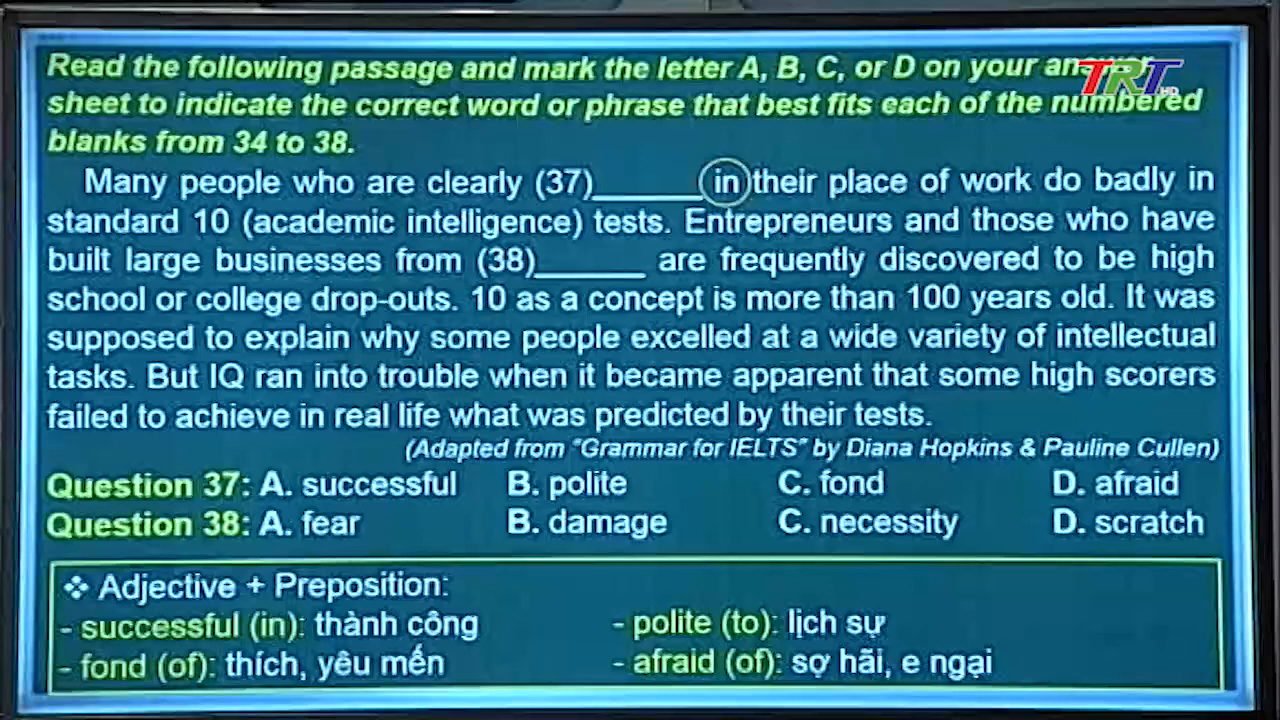 Read the following passage and mark the letter A, B, C, or D on your
TRT HD
sheet to indicate the correct word or phrase that best fits each of the numbered
blanks from 34 to 38.
Many people who are clearly (37)_______ in their place of work do badly in
standard 10 (academic intelligence) tests. Entrepreneurs and those who have
built large businesses from (38)_______ are frequently discovered to be high
school or college drop-outs. 10 as a concept is more than 100 years old. It was
supposed to explain why some people excelled at a wide variety of intellectual
tasks. But IQ ran into trouble when it became apparent that some high scorers
failed to achieve in real life what was predicted by their tests.
(Adapted from "Grammar for IELTS" by Diana Hopkins & Pauline Cullen)
Question 37: A. successful B. polite C. fond D. afraid
Question 38: A. fear B. damage C. necessity D. scratch
❖ Adjective + Preposition:
- successful (in): thành công - polite (to): lịch sự
- fond (of): thích, yêu mến - afraid (of): sợ hãi, e ngại